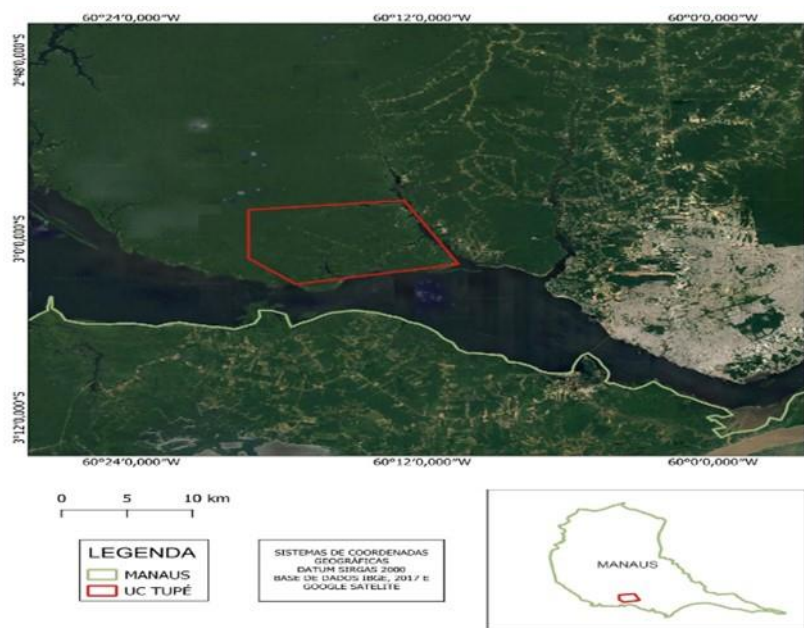 60°24'0,000"W 60°12'0,000"W 60°0'0,000"W
2°48'0,000"S
3°0'0,000"S
3°12'0,000"S
60°24'0,000"W 60°12'0,000"W 60°0'0,000"W
0 5 10 km
LEGENDA
MANAUS
UC TUPÉ
SISTEMAS DE COORDENADAS
GEOGRÁFICAS
DATUM SIRGAS 2000
BASE DE DADOS IBGE, 2017 E
GOOGLE SATELITE
MANAUS